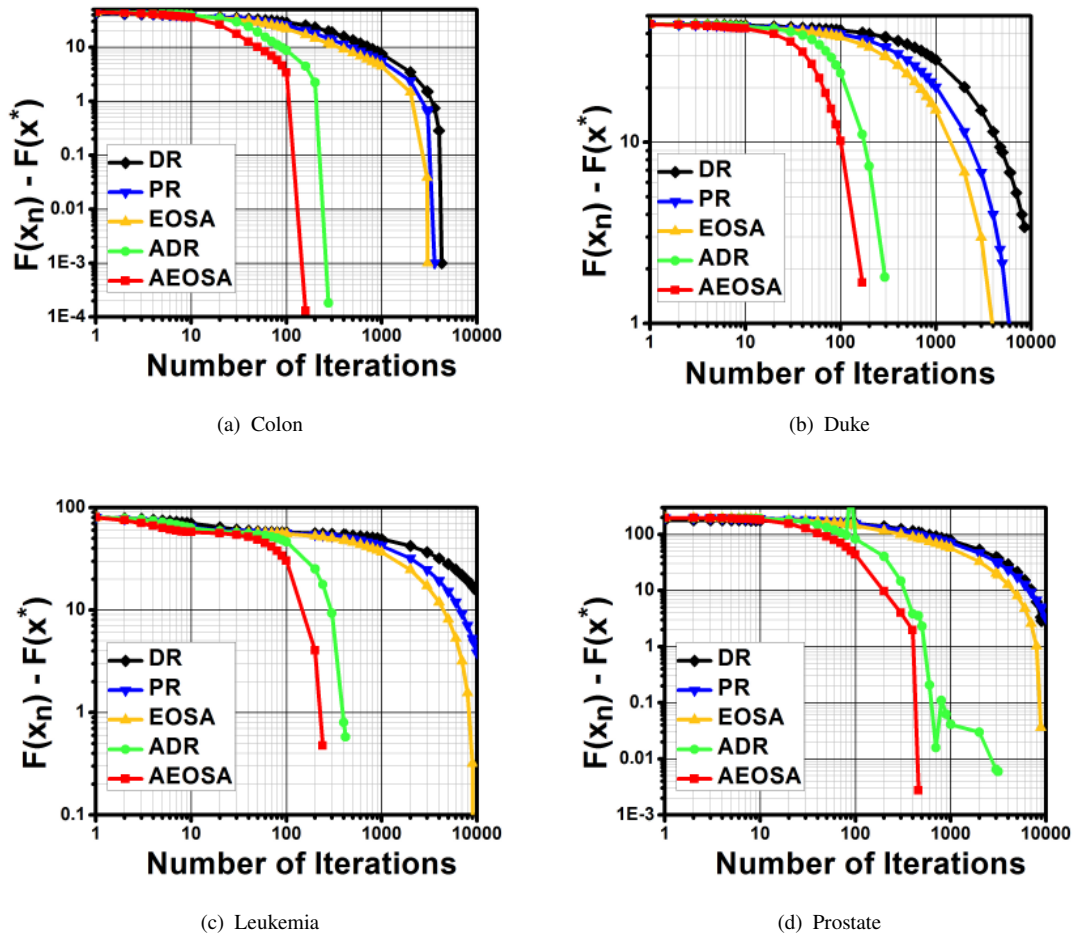 F(x_n) - F(x*)
10
1
0.1
0.01
1E-3
1E-4
DR
PR
EOSA
ADR
AEOSA
1 10 100 1000 10000
Number of Iterations
(a) Colon
F(x_n) - F(x*)
10
1
DR
PR
EOSA
ADR
AEOSA
1 10 100 1000 10000
Number of Iterations
(b) Duke
F(x_n) - F(x*)
100
10
1
0.1
DR
PR
EOSA
ADR
AEOSA
1 10 100 1000 10000
Number of Iterations
(c) Leukemia
F(x_n) - F(x*)
100
10
1
0.1
0.01
1E-3
DR
PR
EOSA
ADR
AEOSA
1 10 100 1000 10000
Number of Iterations
(d) Prostate